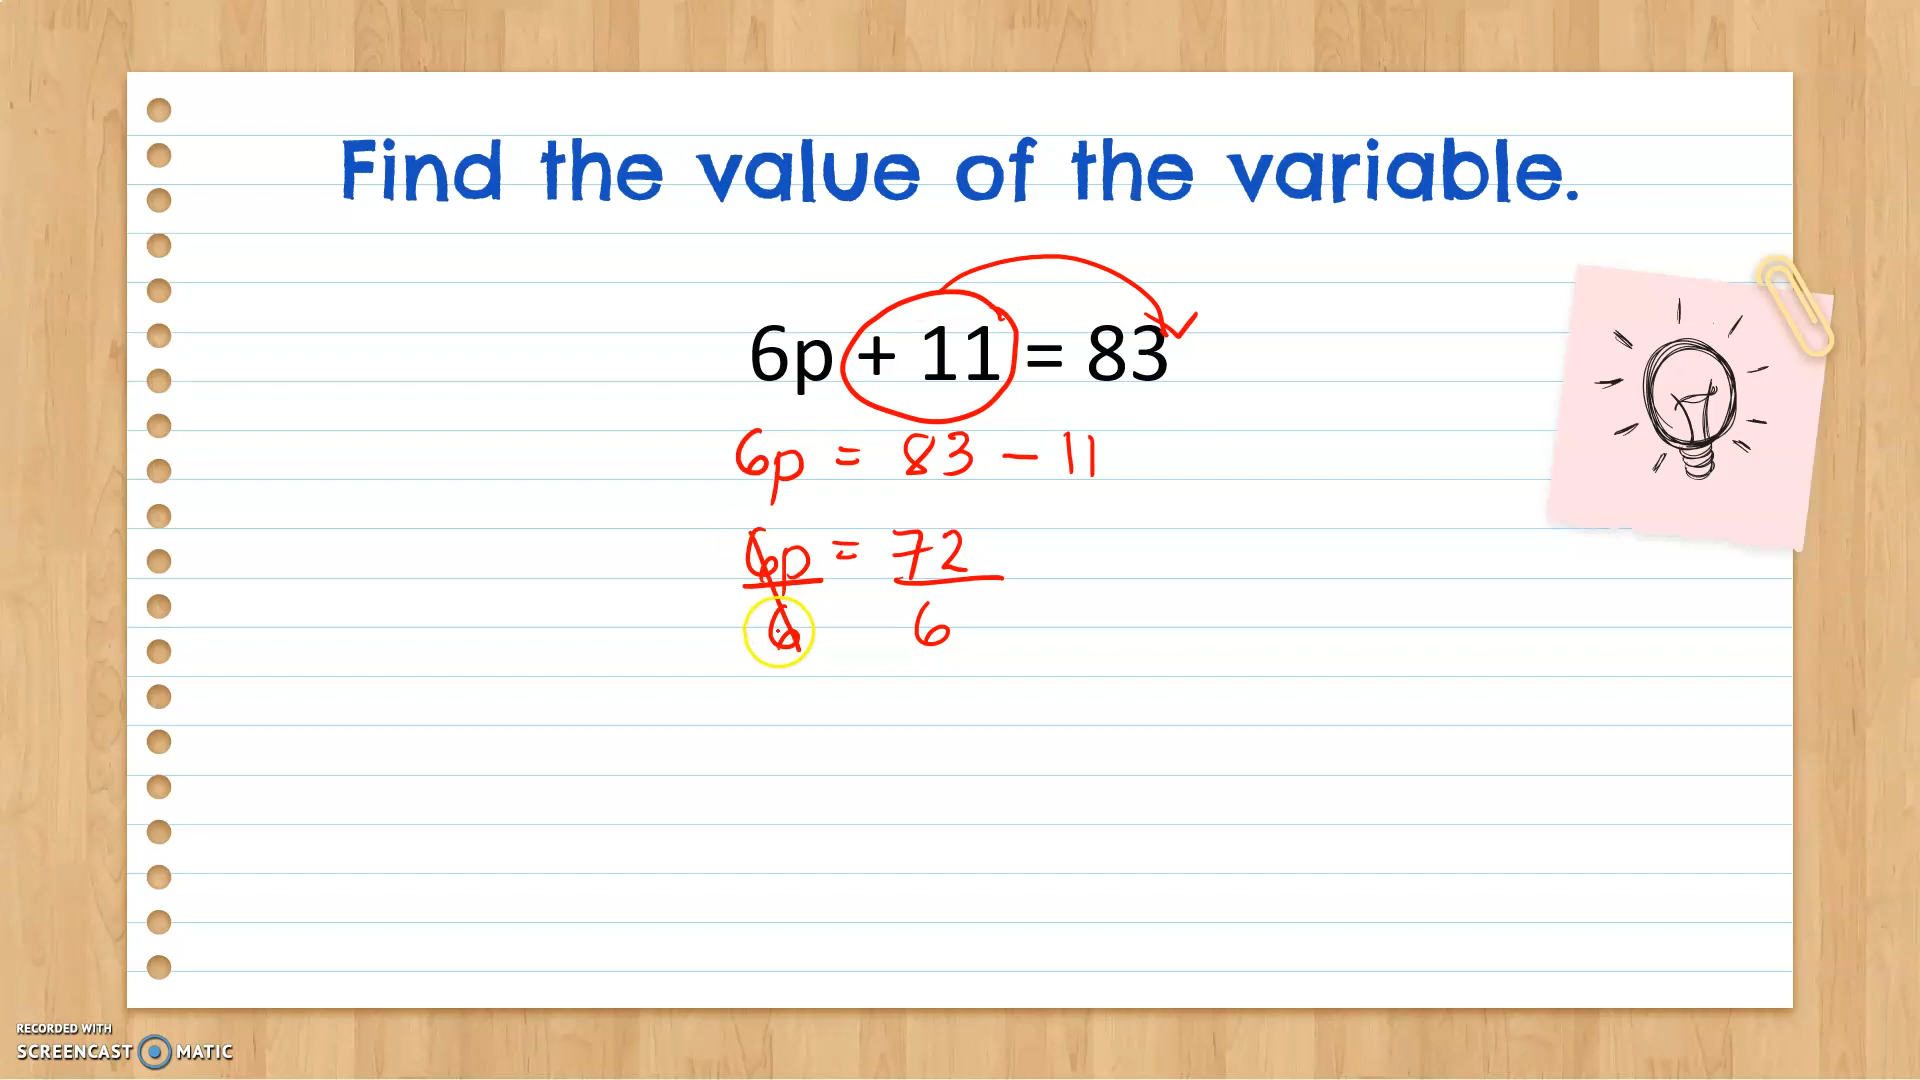 Find the value of the variable.
6p + 11 = 83
6p = 83 - 11
6p = 72
6 6
RECORDED WITH
SCREENCAST MATIC